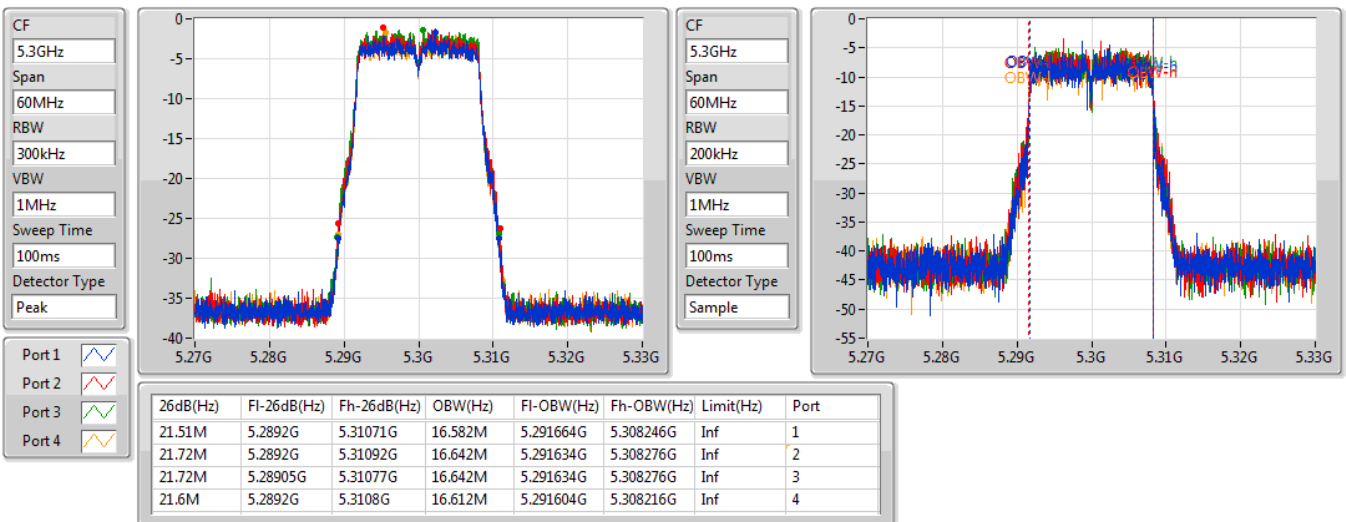 CF
5.3GHz
Span
60MHz
RBW
300kHz
VBW
1MHz
Sweep Time
100ms
Detector Type
Peak
0-
-5-
-10-
-15-
-20-
-25-
-30-
-35-
-40-
5.27G 5.28G 5.29G 5.3G 5.31G 5.32G 5.33G
CF
5.3GHz
Span
60MHz
RBW
200kHz
VBW
1MHz
Sweep Time
100ms
Detector Type
Sample
0-
-5-
-10-
-15-
-20-
-25-
-30-
-35-
-40-
-45-
-50-
-55-
OBW-h
5.27G 5.28G 5.29G 5.3G 5.31G 5.32G 5.33G
Port 1
Port 2
Port 3
Port 4
26dB(Hz) Fl-26dB(Hz) Fh-26dB(Hz) OBW(Hz) Fl-OBW(Hz) Fh-OBW(Hz) Limit(Hz) Port
21.51M 5.2892G 5.31071G 16.582M 5.291664G 5.308246G Inf 1
21.72M 5.2892G 5.31092G 16.642M 5.291634G 5.308276G Inf 2
21.72M 5.28905G 5.31077G 16.642M 5.291634G 5.308276G Inf 3
21.6M 5.2892G 5.3108G 16.612M 5.291604G 5.308216G Inf 4